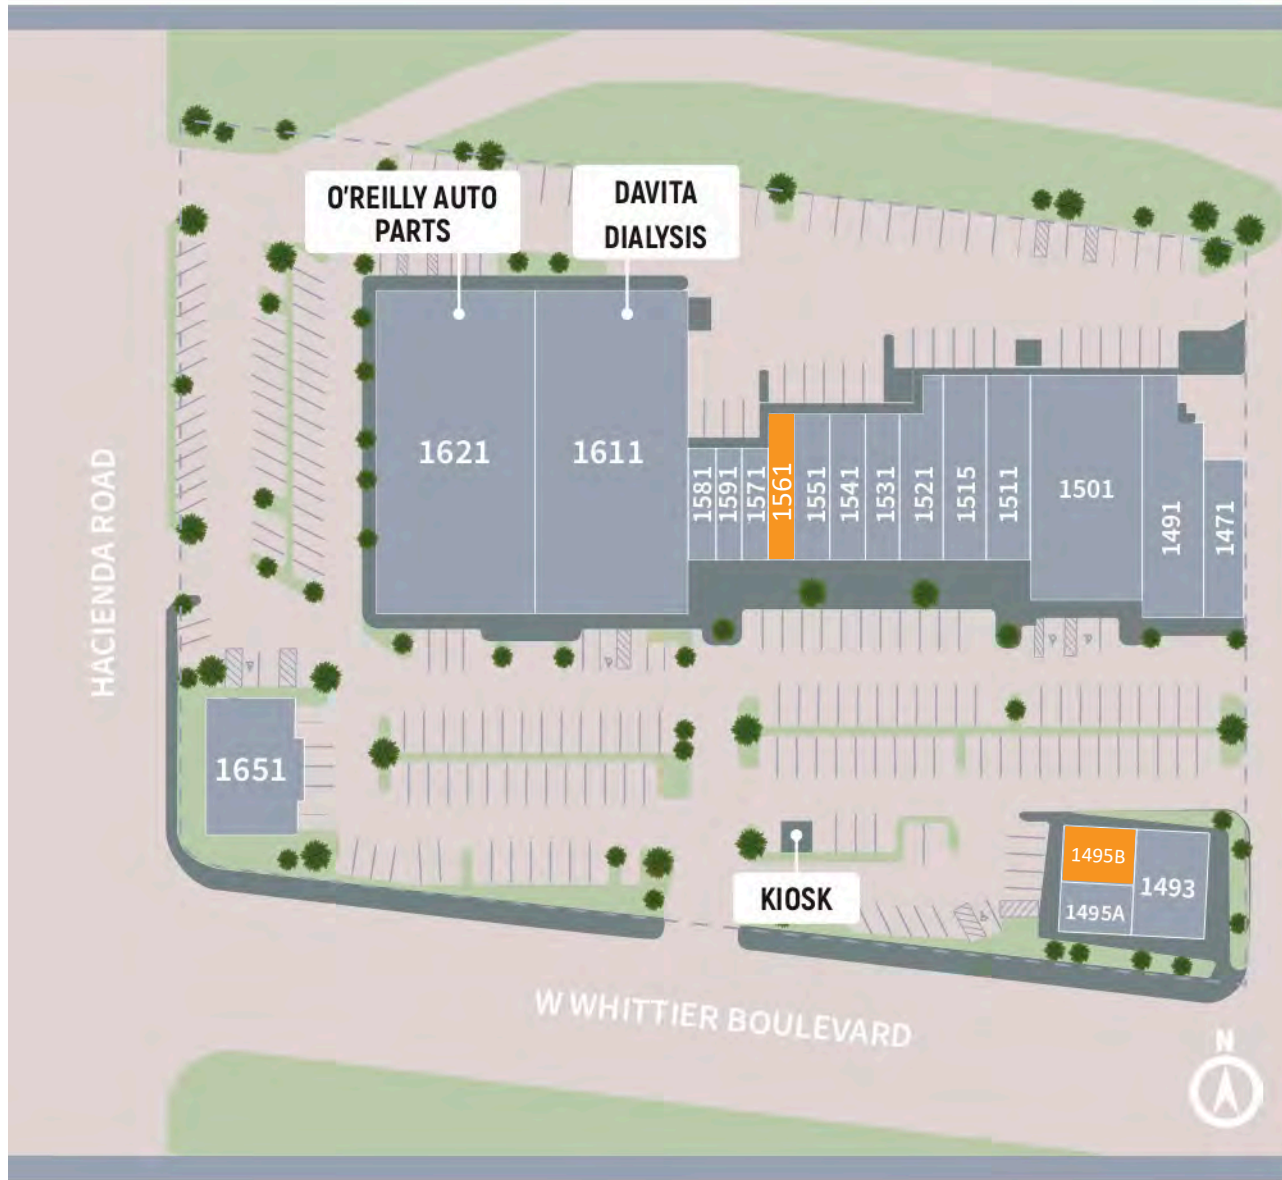 O'REILLY AUTO
PARTS
DAVITA
DIALYSIS
1621
1611
1581
1591
1571
1561
1551
1541
1531
1521
1515
1511
1501
1491
1471
HACIENDA ROAD
1651
KIOSK
1495B
1495A
1493
W WHITTIER BOULEVARD
N